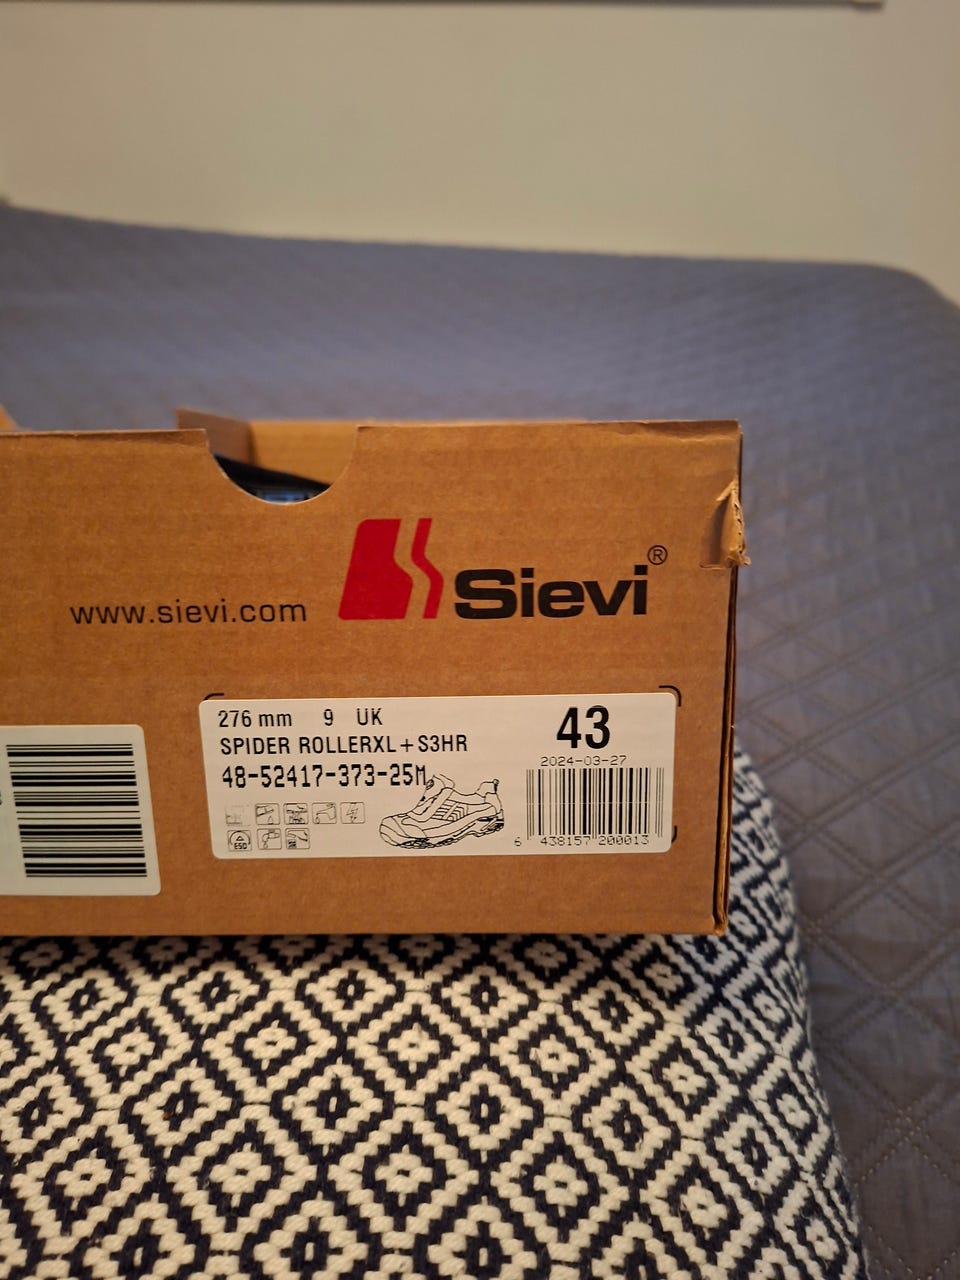 www.sievi.com
Sievi®
276 mm 9 UK
SPIDER ROLLERXL+S3HR
48-52417-373-25M
43
2024-03-27
ESD
6 438157 200013